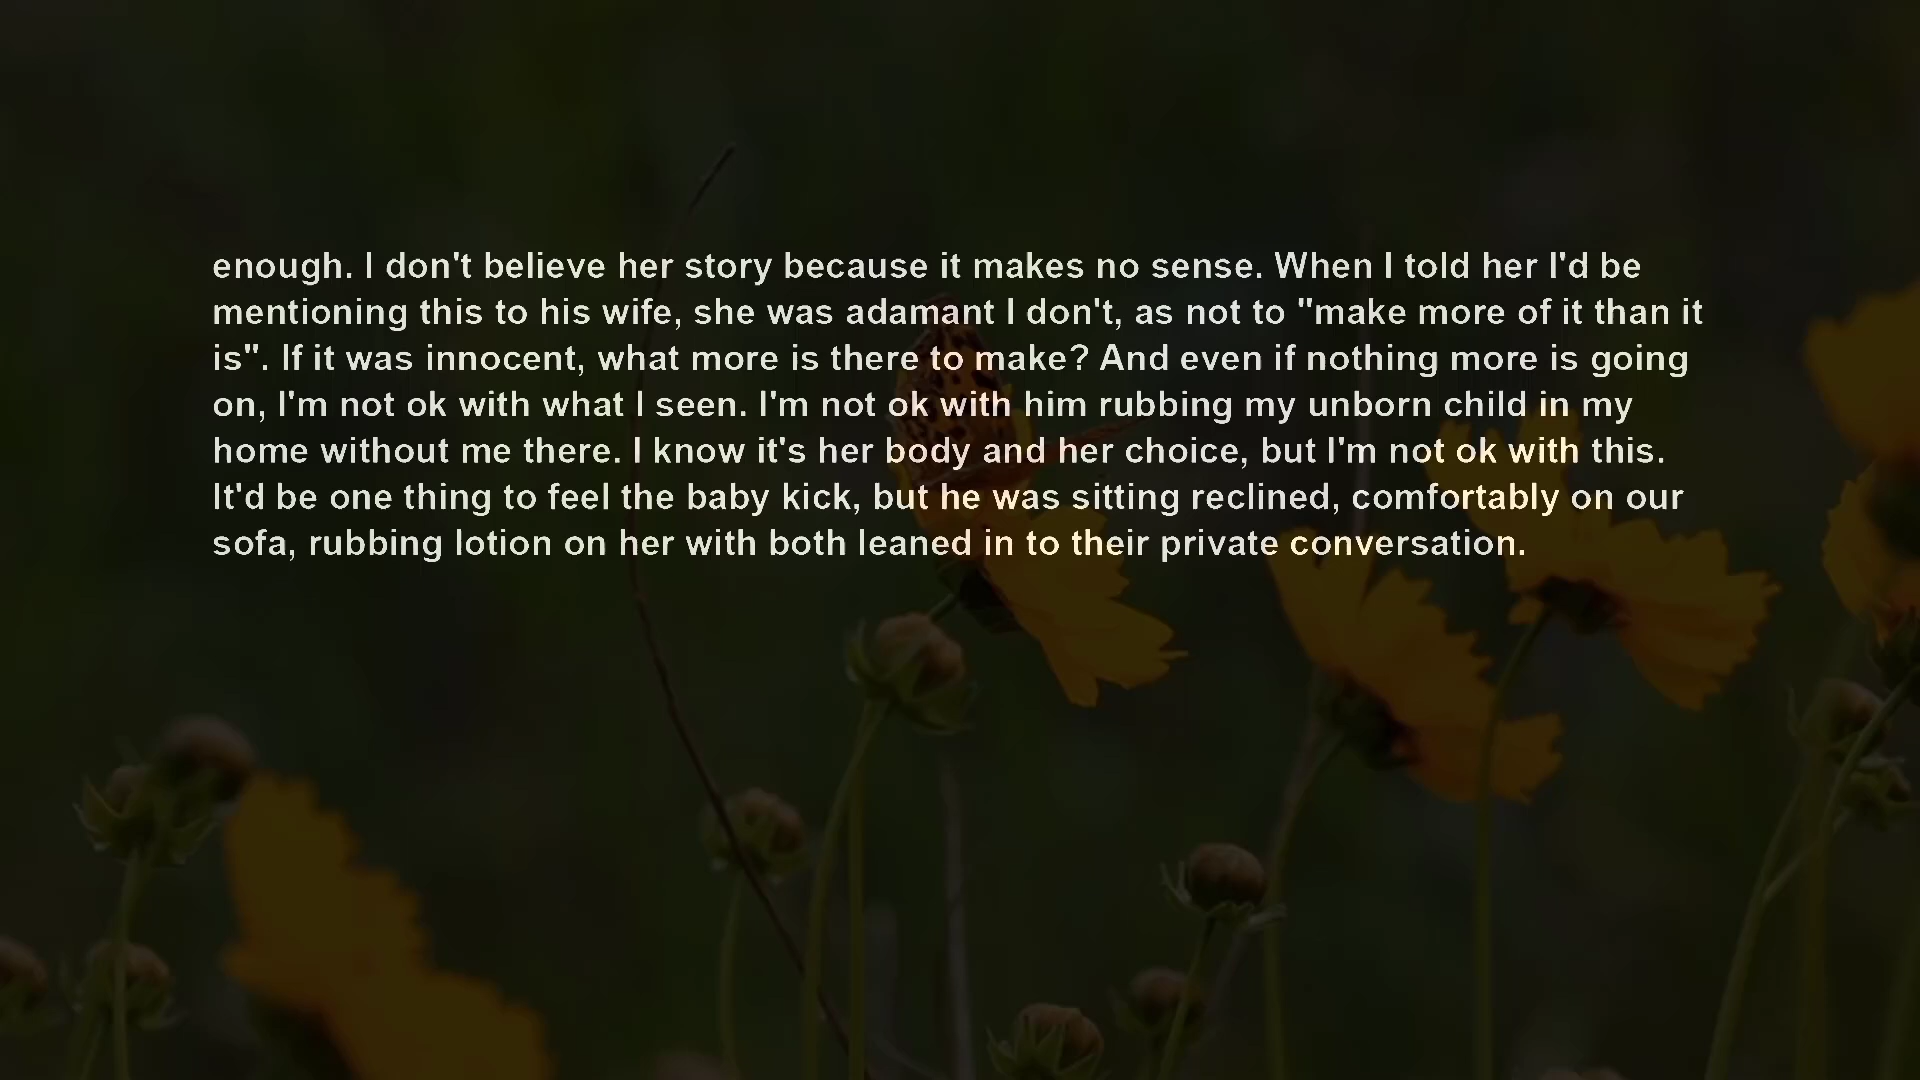 enough. I don't believe her story because it makes no sense. When I told her I'd be
mentioning this to his wife, she was adamant I don't, as not to "make more of it than it
is". If it was innocent, what more is there to make? And even if nothing more is going
on, I'm not ok with what I seen. I'm not ok with him rubbing my unborn child in my
home without me there. I know it's her body and her choice, but I'm not ok with this.
It'd be one thing to feel the baby kick, but he was sitting reclined, comfortably on our
sofa, rubbing lotion on her with both leaned in to their private conversation.